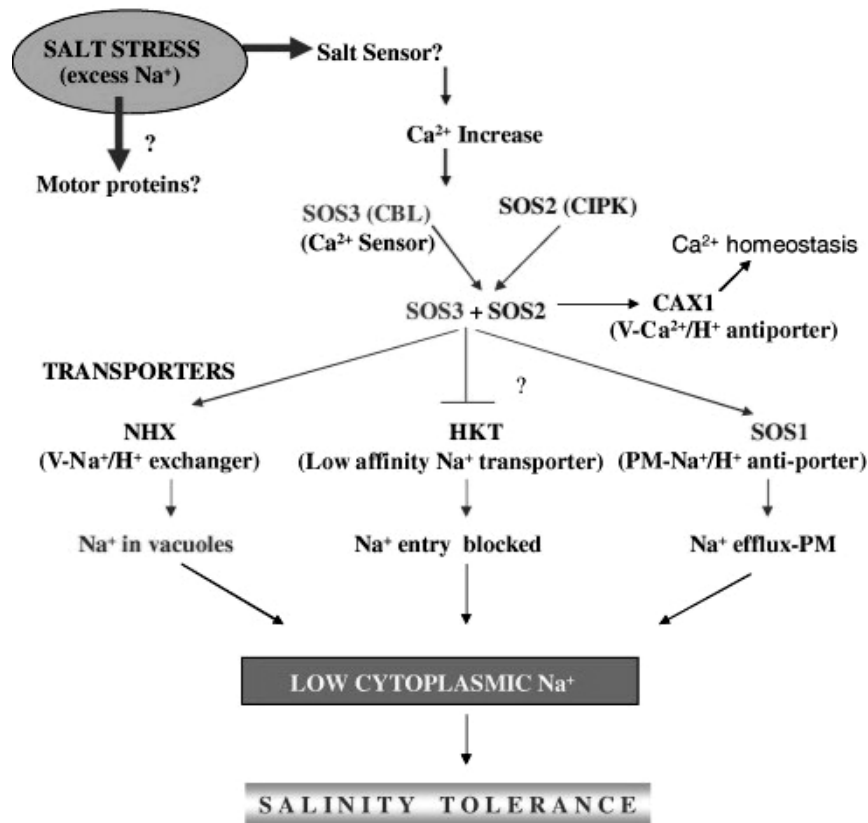 SALT STRESS
(excess Na⁺)
Salt Sensor?
?
Ca²⁺ Increase
Motor proteins?
SOS3 (CBL)
(Ca²⁺ Sensor)
SOS2 (CIPK)
Ca²⁺ homeostasis
SOS3 + SOS2
CAX1
(V-Ca²⁺/H⁺ antiporter)
TRANSPORTERS
?
NHX
(V-Na⁺/H⁺ exchanger)
HKT
(Low affinity Na⁺ transporter)
SOS1
(PM-Na⁺/H⁺ anti-porter)
Na⁺ in vacuoles
Na⁺ entry blocked
Na⁺ efflux-PM
LOW CYTOPLASMIC Na⁺
SALINITY TOLERANCE